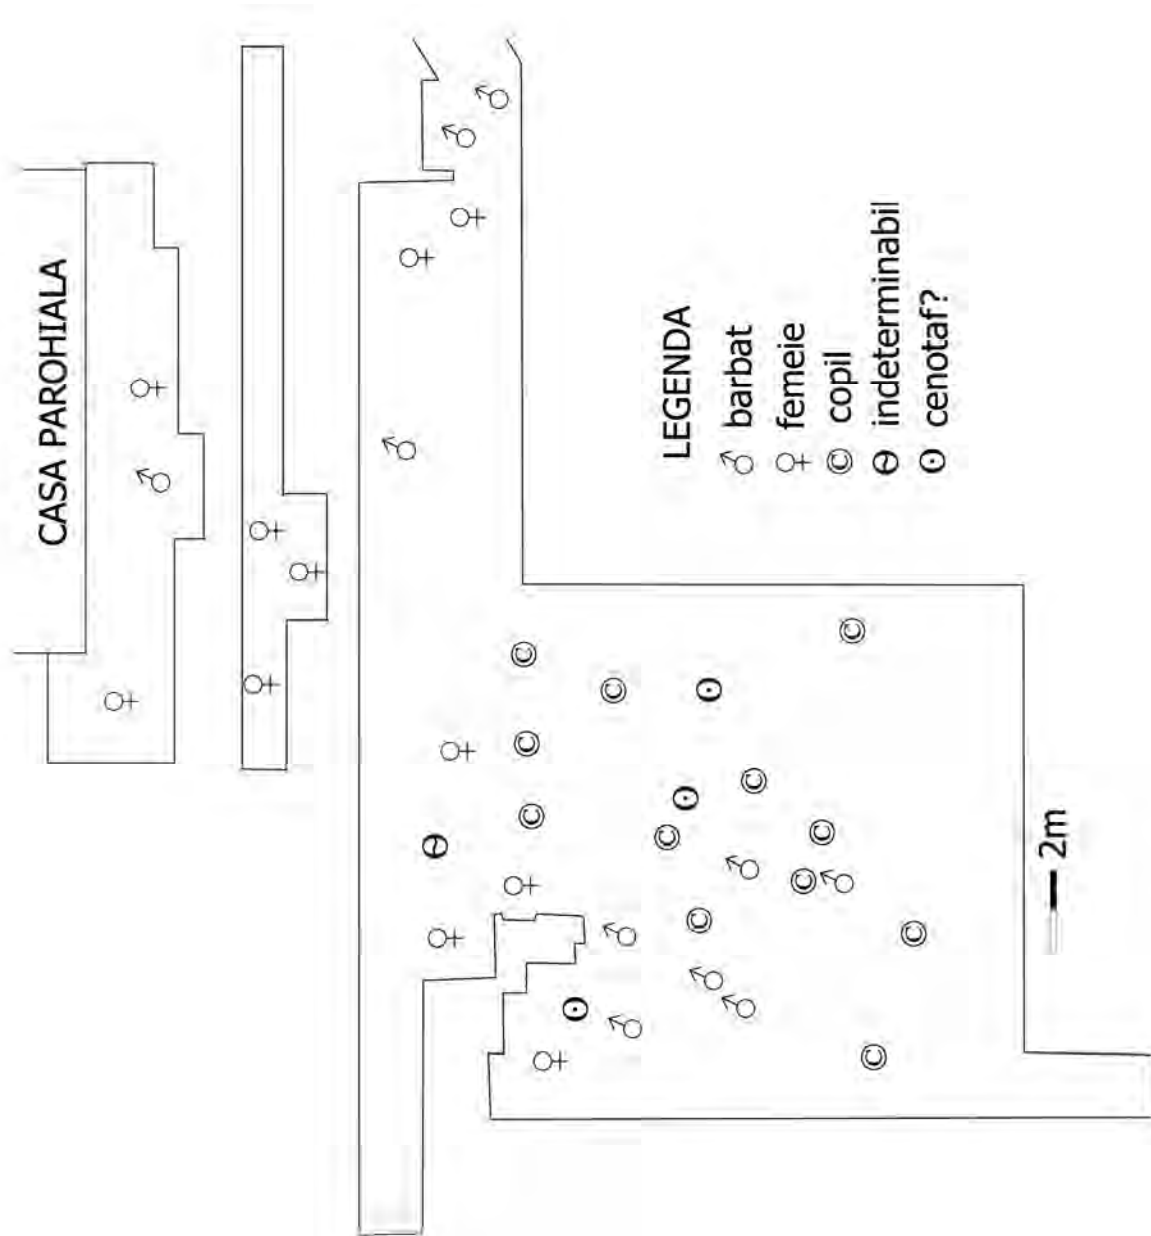 CASA PAROHIALA
LEGENDA
♂ barbat
♀ femeie
© copil
indeterminabil
⊙ cenotaf?
2m